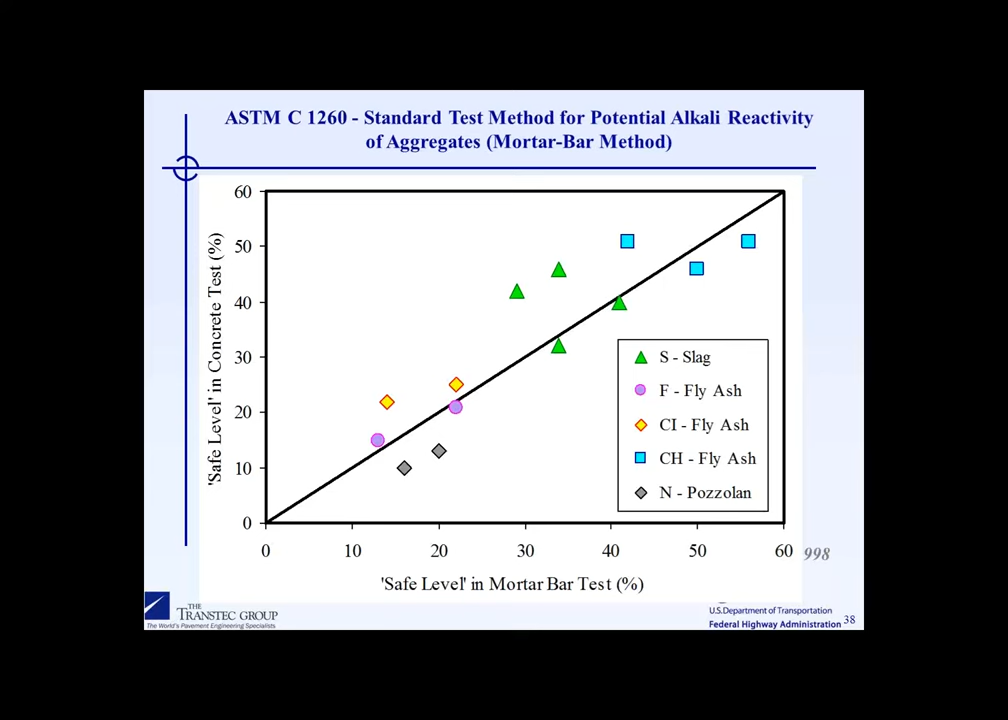 ASTM C 1260 - Standard Test Method for Potential Alkali Reactivity
of Aggregates (Mortar-Bar Method)
'Safe Level' in Concrete Test (%)
60
50
40
30
20
10
0
S - Slag
F - Fly Ash
CI - Fly Ash
CH - Fly Ash
N - Pozzolan
0 10 20 30 40 50 60
998
'Safe Level' in Mortar Bar Test (%)
THE
TRANSTEC GROUP
The World's Pavement Engineering Specialists
U.S.Department of Transportation
Federal Highway Administration
38